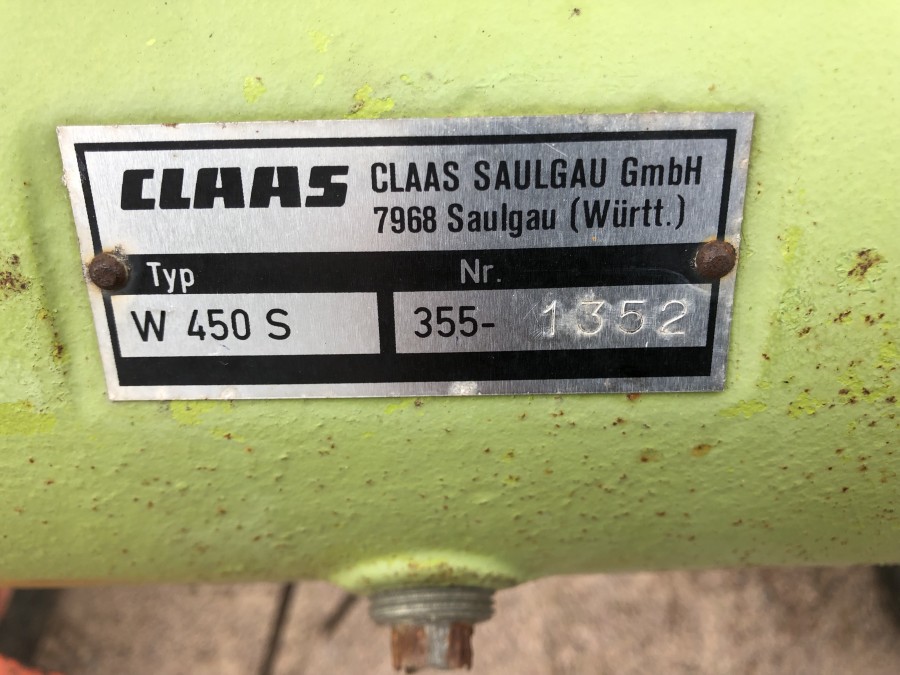 CLAAS
CLAAS SAULGAU GmbH
7968 Saulgau (Württ.)
Typ
Nr.
W 450 S
355- 1352